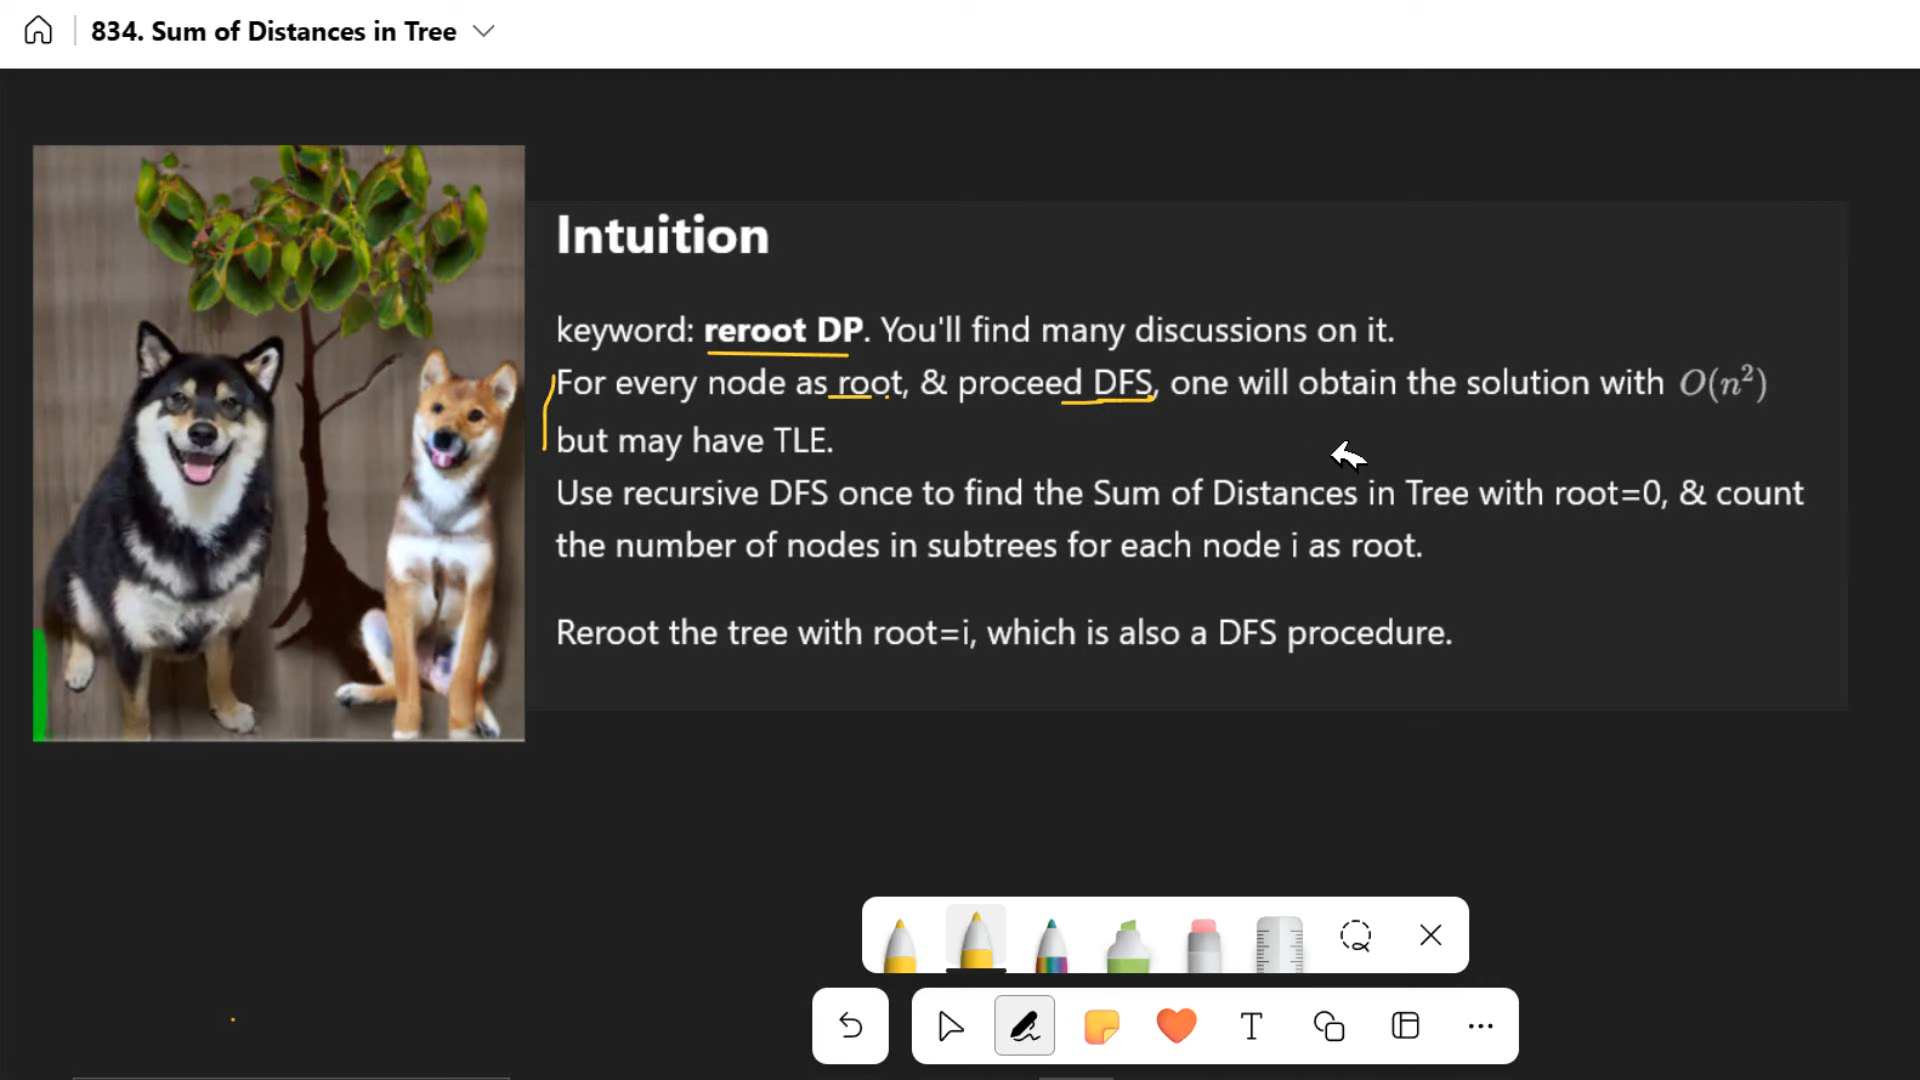 834. Sum of Distances in Tree
Intuition
keyword: reroot DP. You'll find many discussions on it.
For every node as root, & proceed DFS, one will obtain the solution with O(n²)
but may have TLE.
Use recursive DFS once to find the Sum of Distances in Tree with root=0, & count
the number of nodes in subtrees for each node i as root.
Reroot the tree with root=i, which is also a DFS procedure.
T